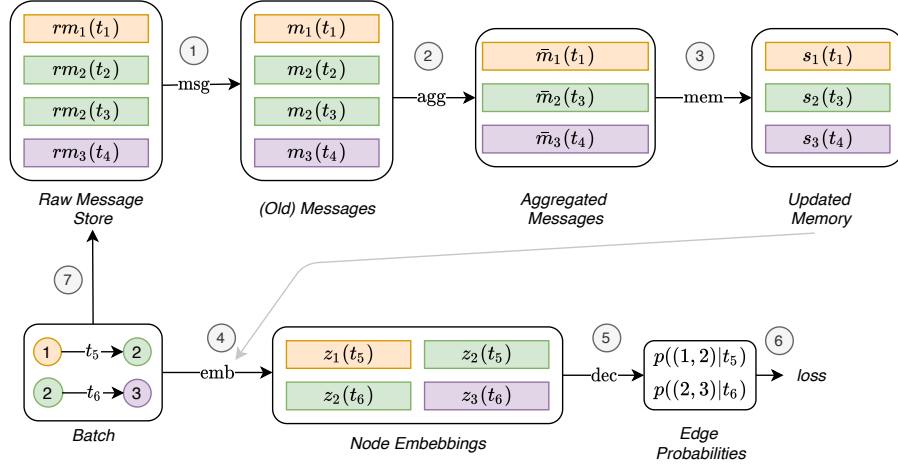 rm₁(t₁)
rm₂(t₂)
rm₂(t₃)
rm₃(t₄)
Raw Message
Store
1
msg
m₁(t₁)
m₂(t₂)
m₂(t₃)
m₃(t₄)
(Old) Messages
2
agg
m̄₁(t₁)
m̄₂(t₃)
m̄₃(t₄)
Aggregated
Messages
3
mem
s₁(t₁)
s₂(t₃)
s₃(t₄)
Updated
Memory
7
1 t₅ 2
2 t₆ 3
Batch
4
emb
z₁(t₅) z₂(t₅)
z₂(t₆) z₃(t₆)
Node Embebbings
5
dec
p((1, 2)|t₅)
p((2, 3)|t₆)
Edge
Probabilities
6
loss